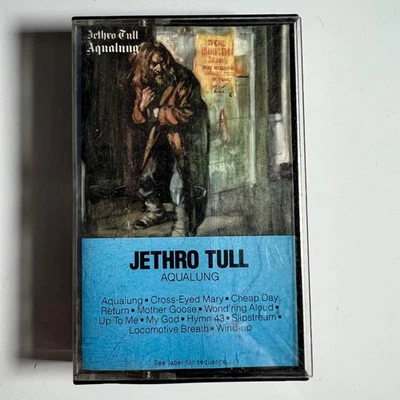 Jethro Tull
Aqualung
JETHRO TULL
AQUALUNG
Aqualung ▪ Cross-Eyed Mary ▪ Cheap Day
Return ▪ Mother Goose ▪ Wond'ring Aloud ▪
Up To Me ▪ My God ▪ Hymn 43 ▪ Slipstream ▪
Locomotive Breath ▪ Wind-up
See label for sequence